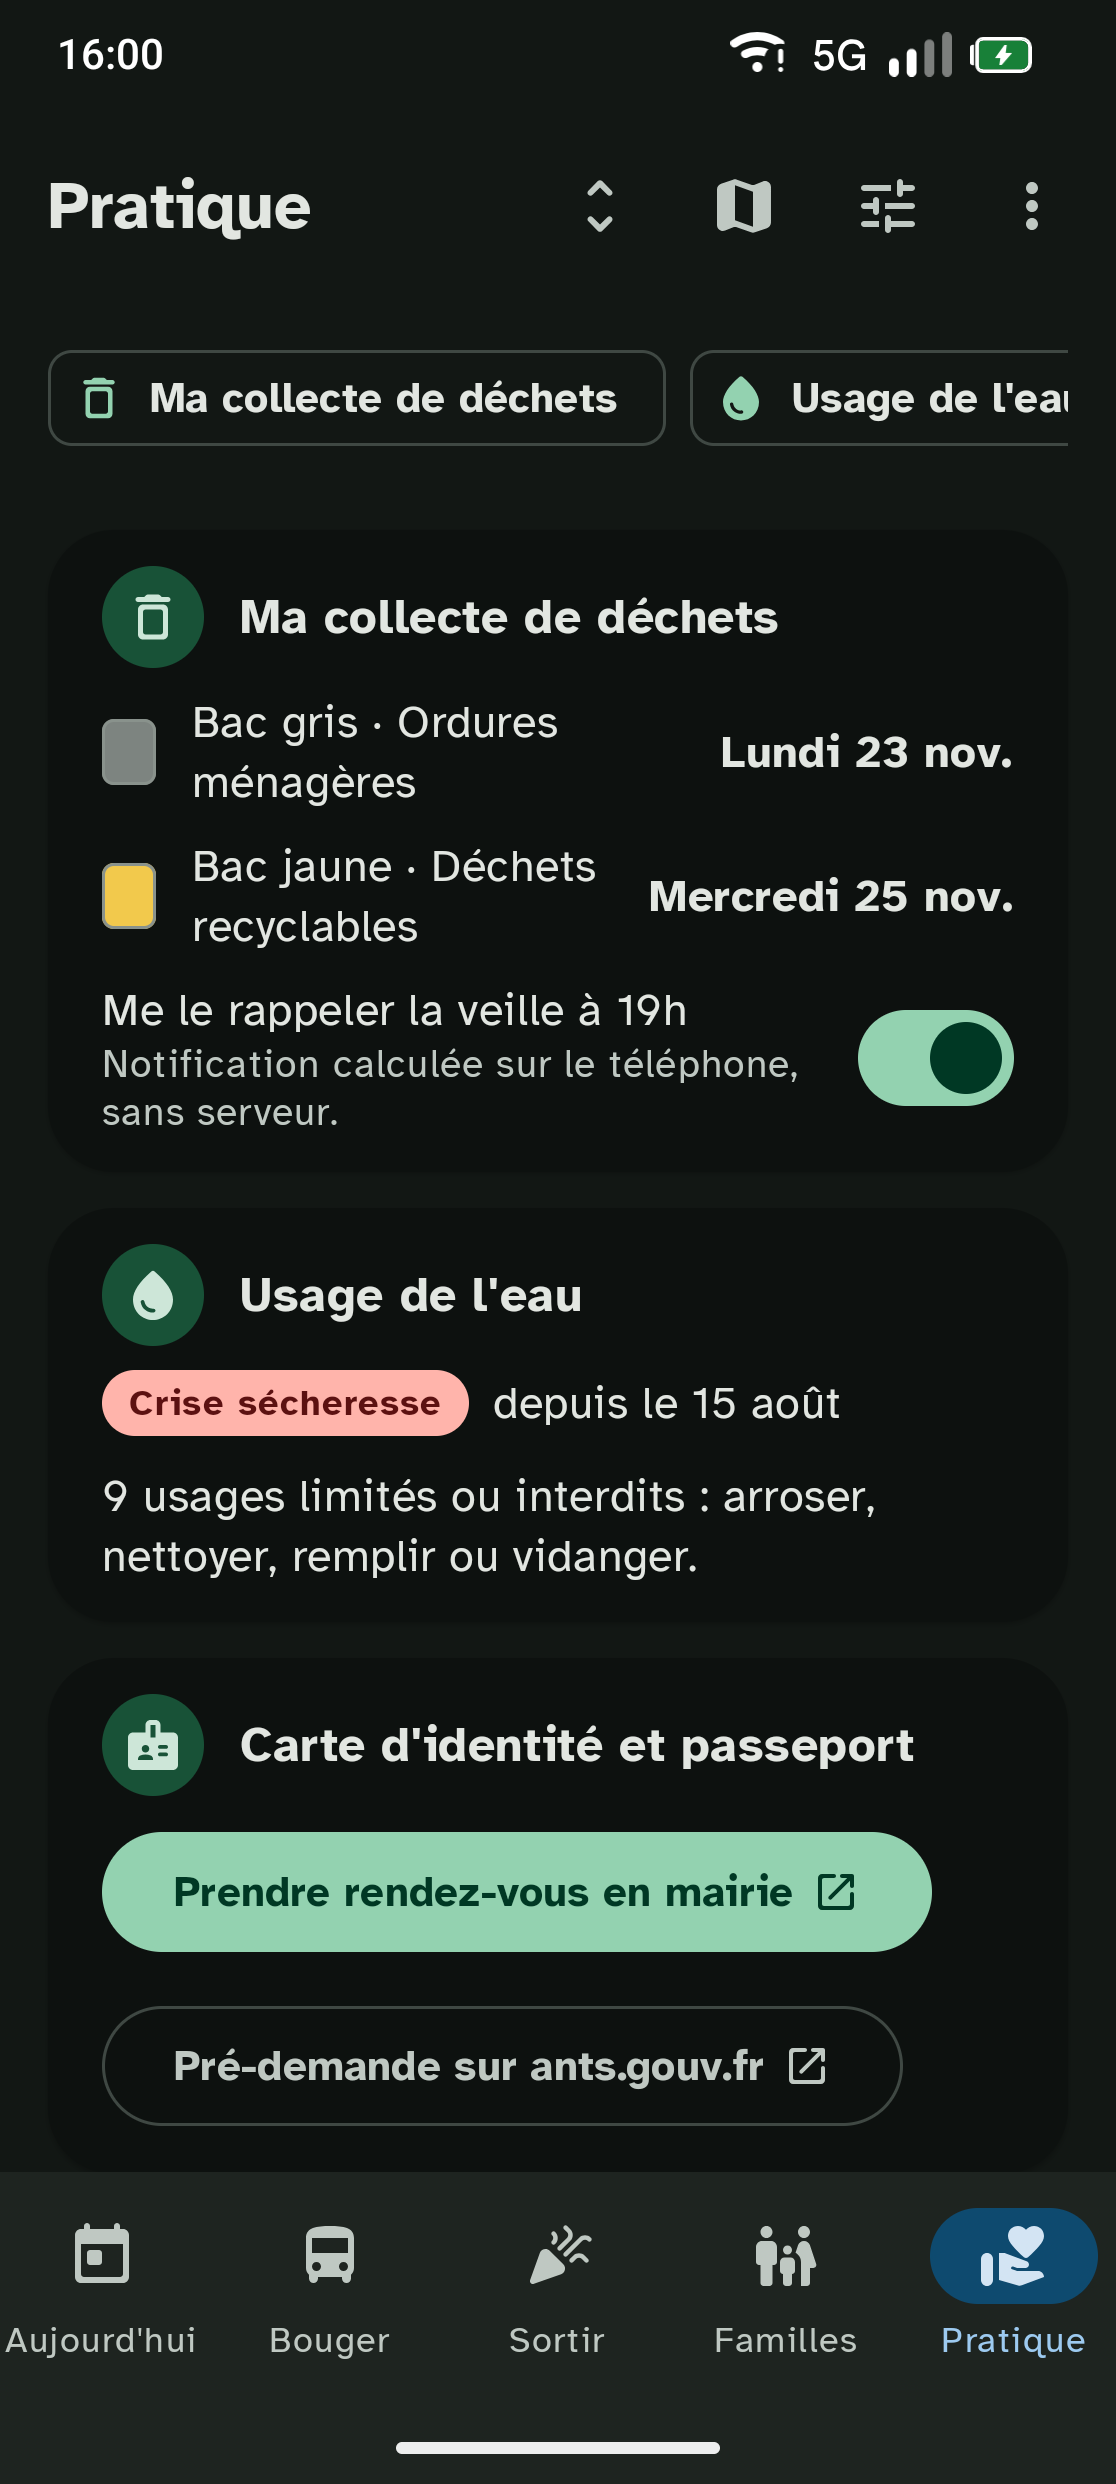 16:00
5G
Pratique
Ma collecte de déchets
Usage de l'eau
Ma collecte de déchets
Bac gris · Ordures
ménagères
Lundi 23 nov.
Bac jaune · Déchets
recyclables
Mercredi 25 nov.
Me le rappeler la veille à 19h
Notification calculée sur le téléphone,
sans serveur.
Usage de l'eau
Crise sécheresse
depuis le 15 août
9 usages limités ou interdits : arroser,
nettoyer, remplir ou vidanger.
Carte d'identité et passeport
Prendre rendez-vous en mairie
Pré-demande sur ants.gouv.fr
Aujourd'hui
Bouger
Sortir
Familles
Pratique